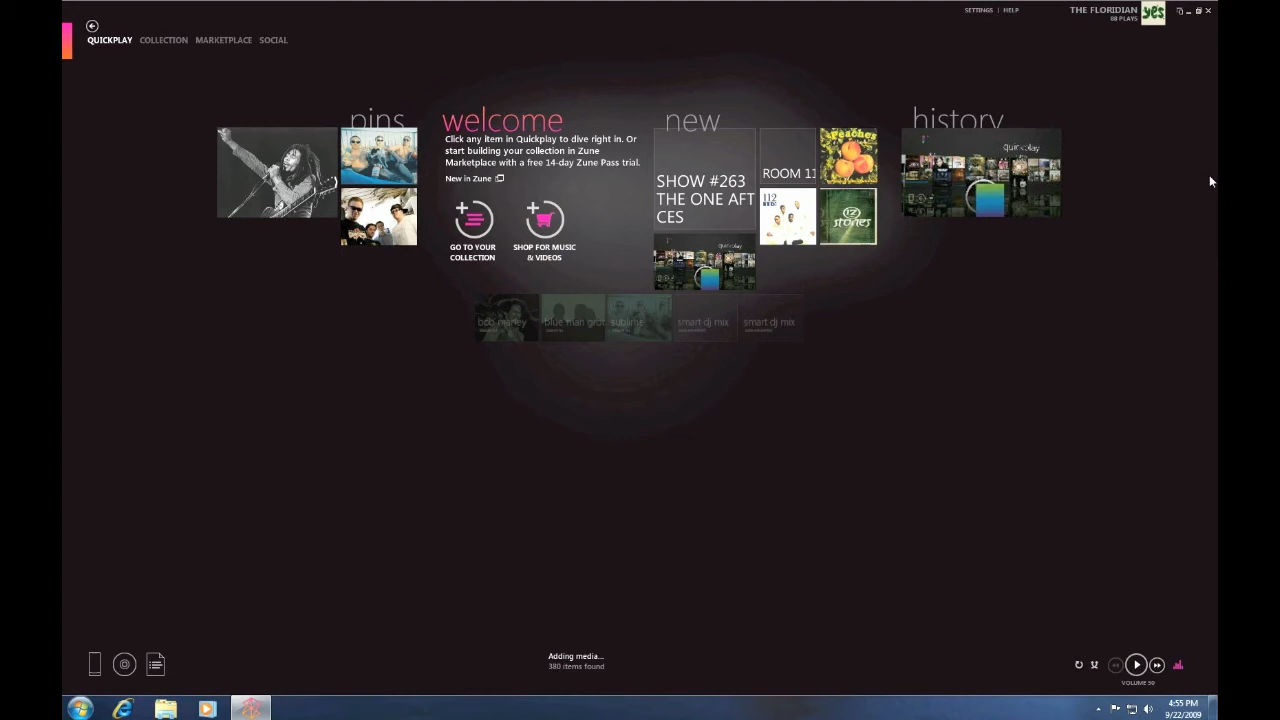 SETTINGS | HELP
THE FLORIDIAN
88 PLAYS
yes
QUICKPLAY COLLECTION MARKETPLACE SOCIAL
pins
welcome
new
history
Click any item in Quickplay to dive right in. Or
start building your collection in Zune
Marketplace with a free 14-day Zune Pass trial.
New in Zune
GO TO YOUR
COLLECTION
SHOP FOR MUSIC
& VIDEOS
SHOW #263
THE ONE AFT
CES
ROOM 11
Peaches
112
12
stones
quickplay
quickplay
bob marley
blue man gro
sublime
smart dj mix
smart dj mix
Adding media...
380 items found
VOLUME 50
4:55 PM
9/22/2009